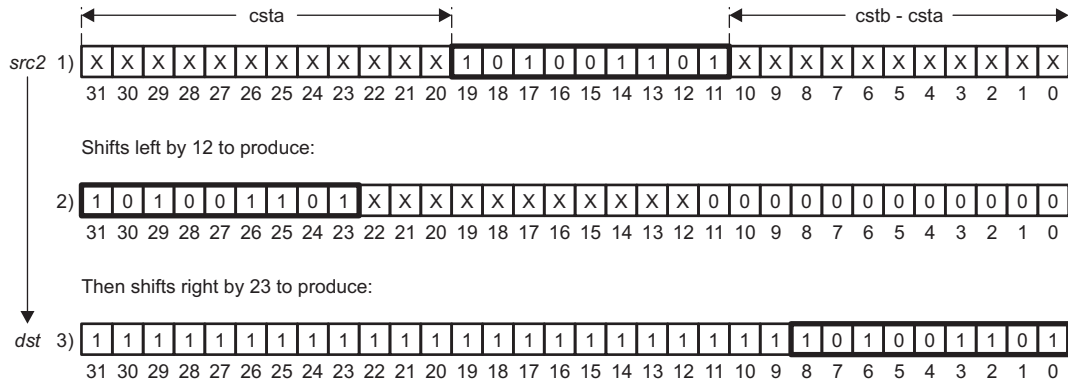 csta cstb - csta
src2 1) X X X X X X X X X X X X 1 0 1 0 0 1 1 0 1 X X X X X X X X X X X
31 30 29 28 27 26 25 24 23 22 21 20 19 18 17 16 15 14 13 12 11 10 9 8 7 6 5 4 3 2 1 0
Shifts left by 12 to produce:
2) 1 0 1 0 0 1 1 0 1 X X X X X X X X X X X 0 0 0 0 0 0 0 0 0 0 0 0
31 30 29 28 27 26 25 24 23 22 21 20 19 18 17 16 15 14 13 12 11 10 9 8 7 6 5 4 3 2 1 0
Then shifts right by 23 to produce:
dst 3) 1 1 1 1 1 1 1 1 1 1 1 1 1 1 1 1 1 1 1 1 1 1 1 1 0 1 0 0 1 1 0 1
31 30 29 28 27 26 25 24 23 22 21 20 19 18 17 16 15 14 13 12 11 10 9 8 7 6 5 4 3 2 1 0